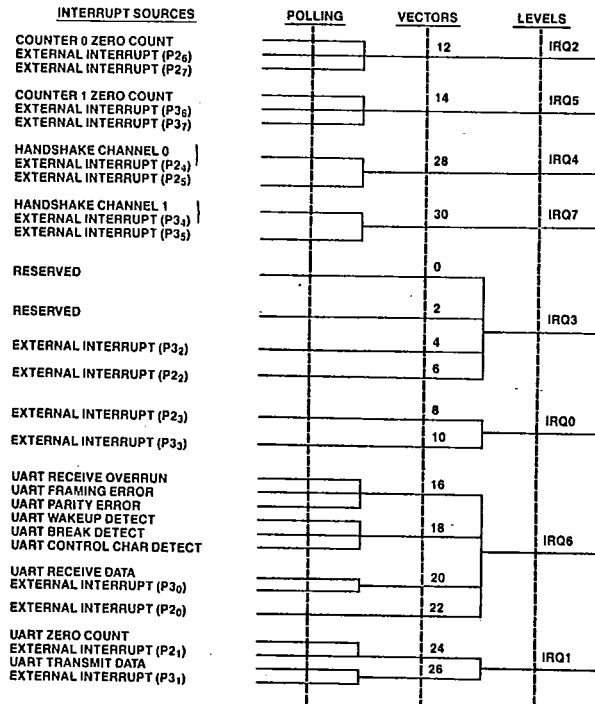 INTERRUPT SOURCES POLLING VECTORS LEVELS
COUNTER 0 ZERO COUNT
EXTERNAL INTERRUPT (P2₆) 12 IRQ2
EXTERNAL INTERRUPT (P2₇)
COUNTER 1 ZERO COUNT
EXTERNAL INTERRUPT (P3₆) 14 IRQ5
EXTERNAL INTERRUPT (P3₇)
HANDSHAKE CHANNEL 0
EXTERNAL INTERRUPT (P2₄) 28 IRQ4
EXTERNAL INTERRUPT (P2₅)
HANDSHAKE CHANNEL 1
EXTERNAL INTERRUPT (P3₄) 30 IRQ7
EXTERNAL INTERRUPT (P3₅)
RESERVED 0
RESERVED 2 IRQ3
EXTERNAL INTERRUPT (P3₂) 4
EXTERNAL INTERRUPT (P2₂) 6
EXTERNAL INTERRUPT (P2₃) 8 IRQ0
EXTERNAL INTERRUPT (P3₃) 10
UART RECEIVE OVERRUN 16
UART FRAMING ERROR
UART PARITY ERROR
UART WAKEUP DETECT 18
UART BREAK DETECT IRQ6
UART CONTROL CHAR DETECT
UART RECEIVE DATA 20
EXTERNAL INTERRUPT (P3₀)
EXTERNAL INTERRUPT (P2₀) 22
UART ZERO COUNT
EXTERNAL INTERRUPT (P2₁) 24 IRQ1
UART TRANSMIT DATA 26
EXTERNAL INTERRUPT (P3₁)